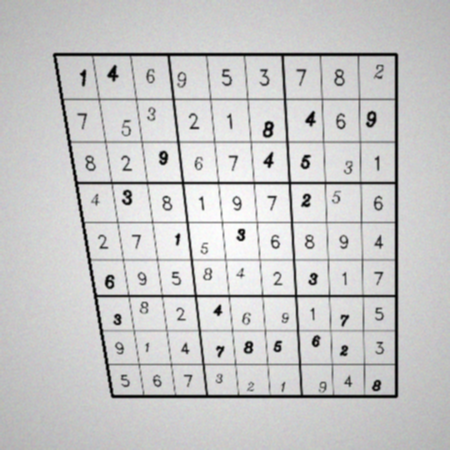 1 4 6 9 5 3 7 8 2
7 5 3 2 1 8 4 6 9
8 2 9 6 7 4 5 3 1
4 3 8 1 9 7 2 5 6
2 7 1 5 3 6 8 9 4
6 9 5 8 4 2 3 1 7
3 8 2 4 6 9 1 7 5
9 1 4 7 8 5 6 2 3
5 6 7 3 2 1 9 4 8